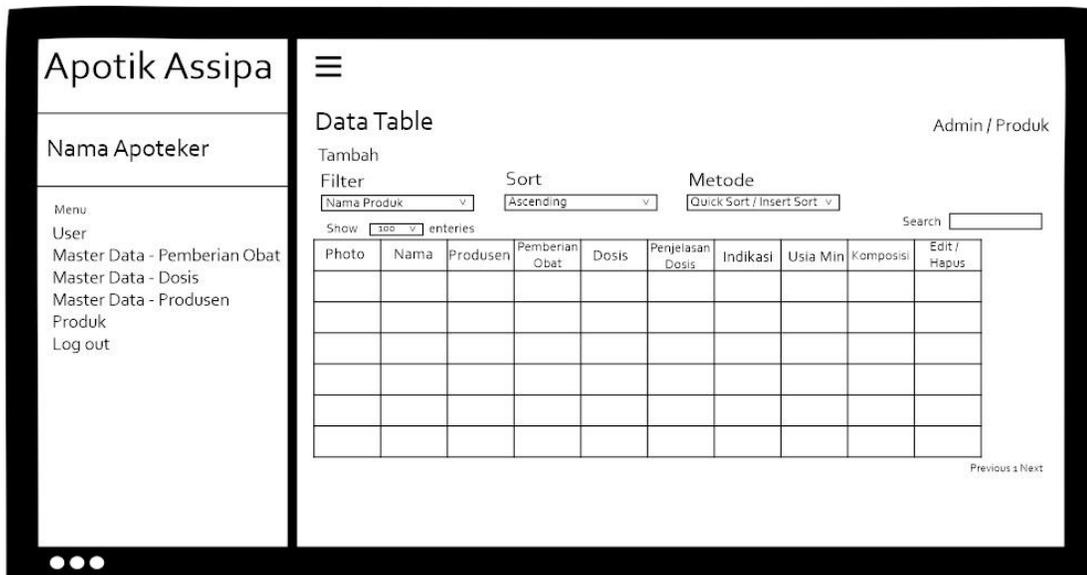 Apotik Assipa
Nama Apoteker
Menu
User
Master Data - Pemberian Obat
Master Data - Dosis
Master Data - Produsen
Produk
Log out
Data Table
Admin / Produk
Tambah
Filter Sort Metode
Nama Produk v Ascending v Quick Sort / Insert Sort v
Show 100 v enteries
Search
Photo Nama Produsen Pemberian Obat Dosis Penjelasan Dosis Indikasi Usia Min Komposisi Edit / Hapus
Previous 1 Next